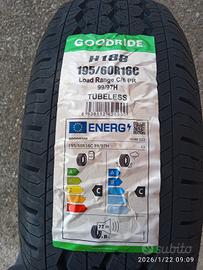 GOODRIDE
H188
195/60R16C
Load Range C/6 PR
99/97H
TUBELESS
ENERG
195/60R16C 99/97H
C
C
72
subito
2026/1/22 09:09